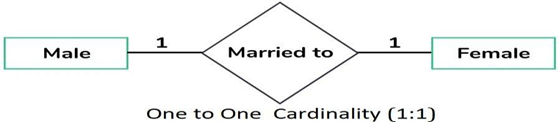 1 1
Male Married to Female
One to One Cardinality (1:1)